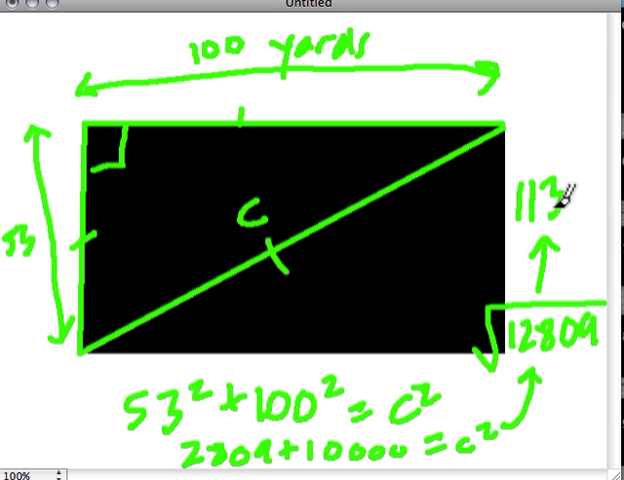 Untitled
100 yards
53
C
113
√12809
53² + 100² = c²
2809 + 10000 = c²
100%